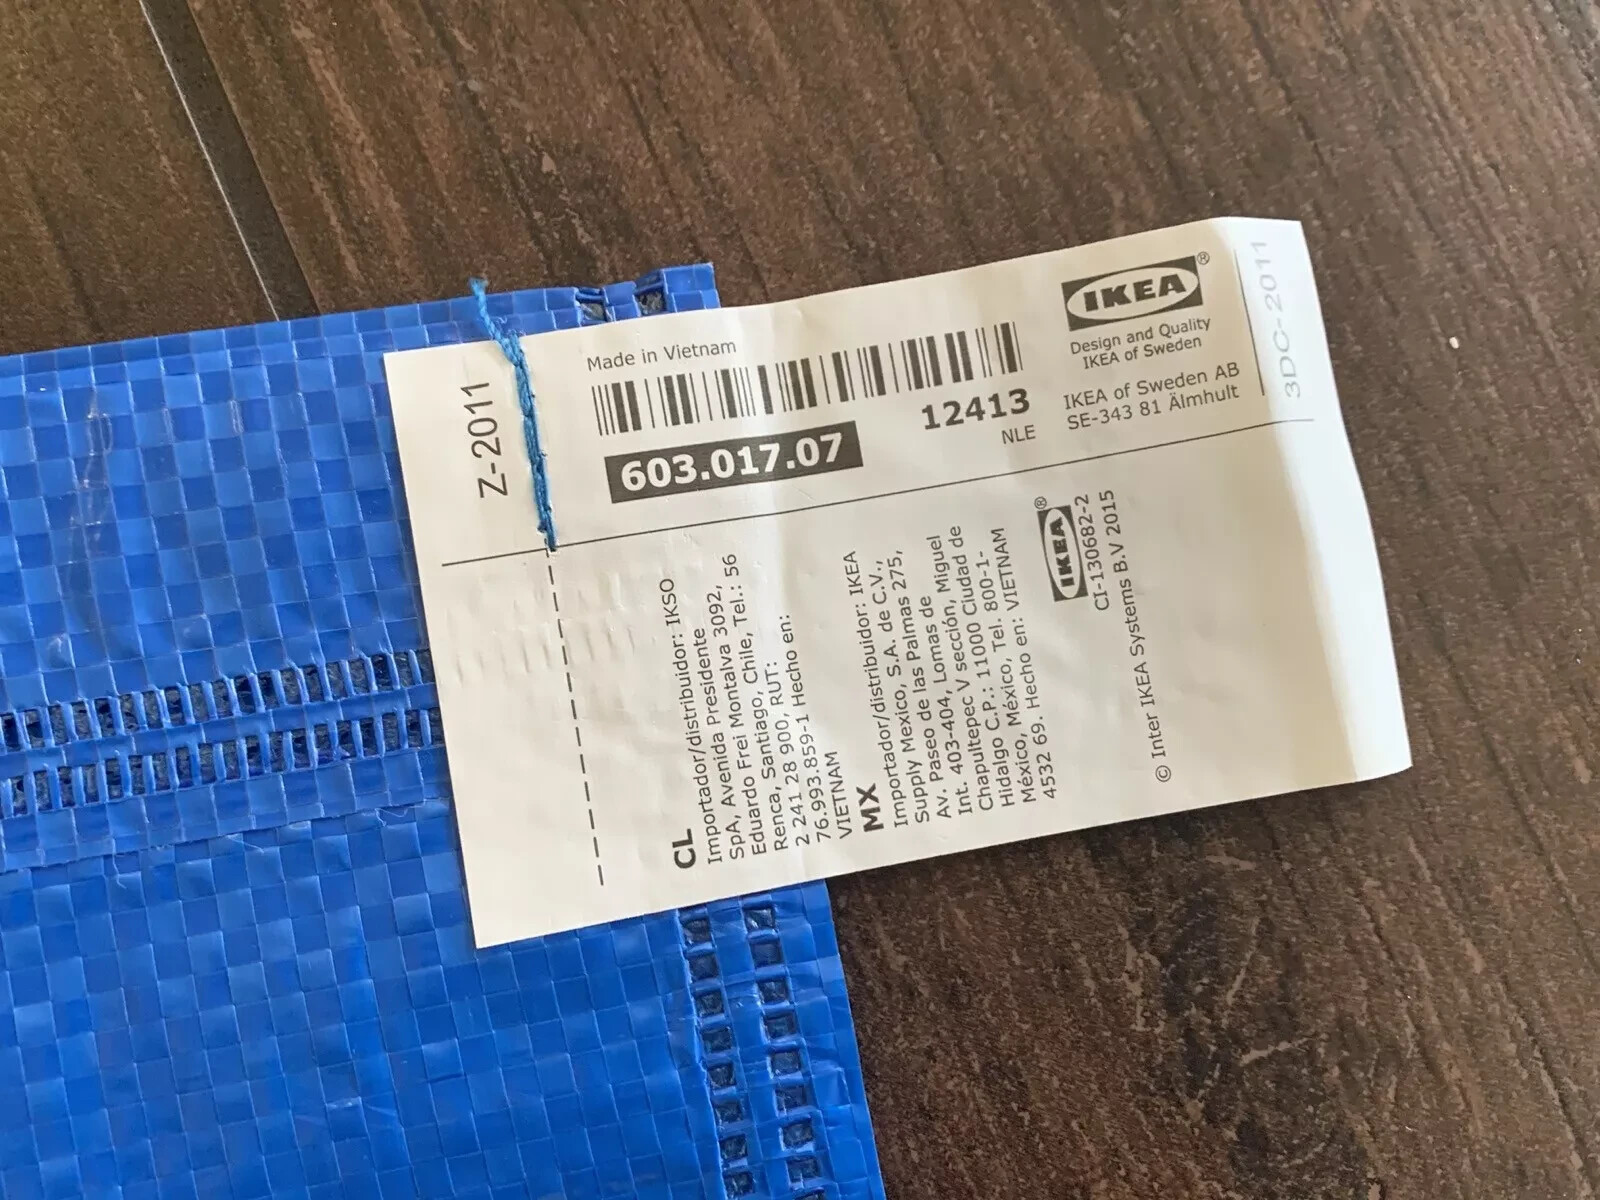 Z-2011
Made in Vietnam
603.017.07
12413
NLE
IKEA®
Design and Quality
IKEA of Sweden
IKEA of Sweden AB
SE-343 81 Älmhult
3DC-2011
CL
Importador/distribuidor: IKSO
SpA, Avenida Presidente
Eduardo Frei Montalva 3092,
Renca, Santiago, Chile, Tel.: 56
2 241 28 900, RUT:
76.993.859-1 Hecho en:
VIETNAM
MX
Importador/distribuidor: IKEA
Supply Mexico, S.A. de C.V.,
Av. Paseo de las Palmas 275,
Int. 403-404, Lomas de
Chapultepec V sección, Miguel
Hidalgo C.P.: 11000 Ciudad de
México, México, Tel. 800-1-
4532 69. Hecho en: VIETNAM
IKEA®
CI-130682-2
© Inter IKEA Systems B.V 2015